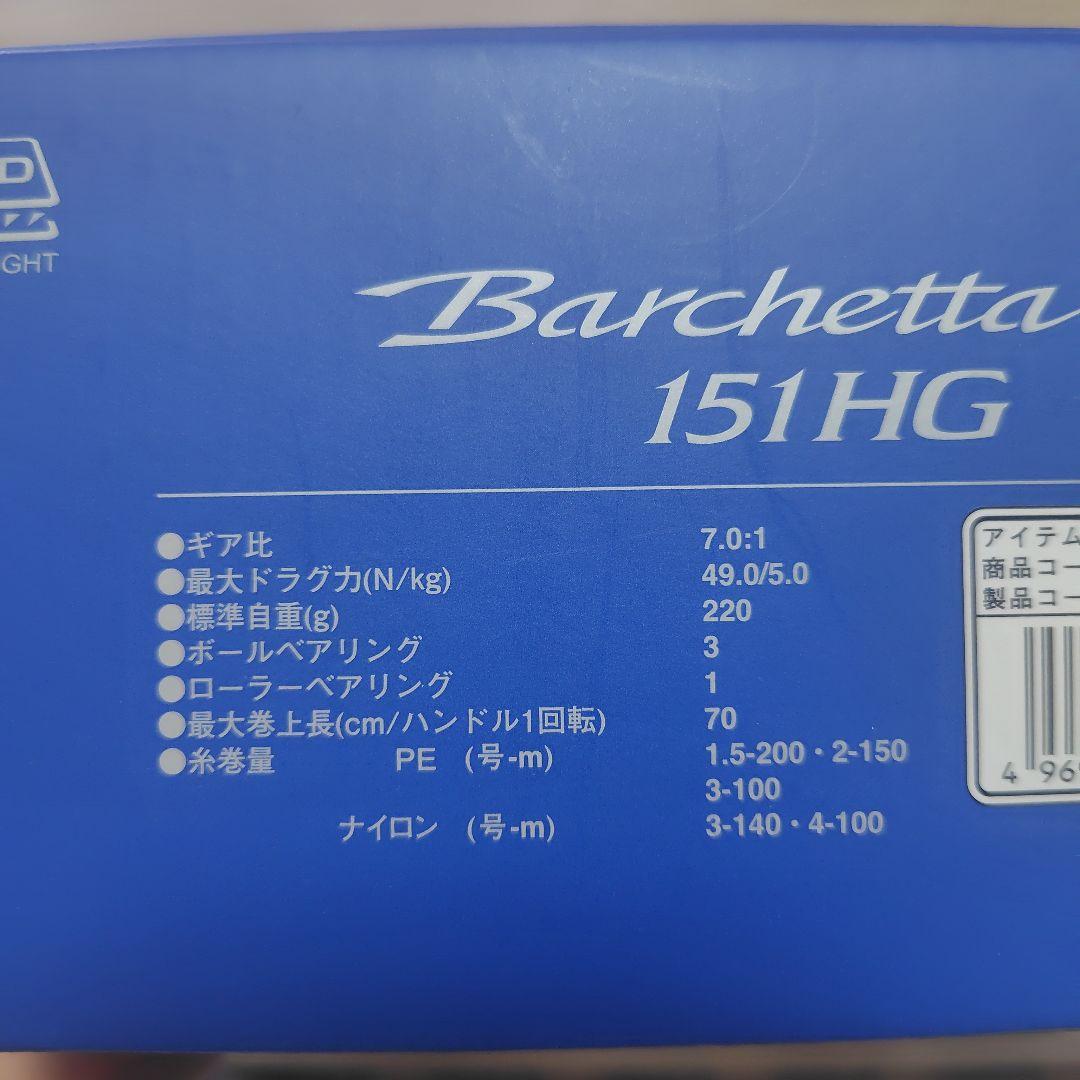 D
GHT
Barchetta
151HG
●ギア比 7.0:1
●最大ドラグ力(N/kg) 49.0/5.0
●標準自重(g) 220
●ボールベアリング 3
●ローラーベアリング 1
●最大巻上長(cm/ハンドル1回転) 70
●糸巻量 PE (号-m) 1.5-200・2-150
3-100
ナイロン (号-m) 3-140・4-100
アイテム
商品コー
製品コー
4 969